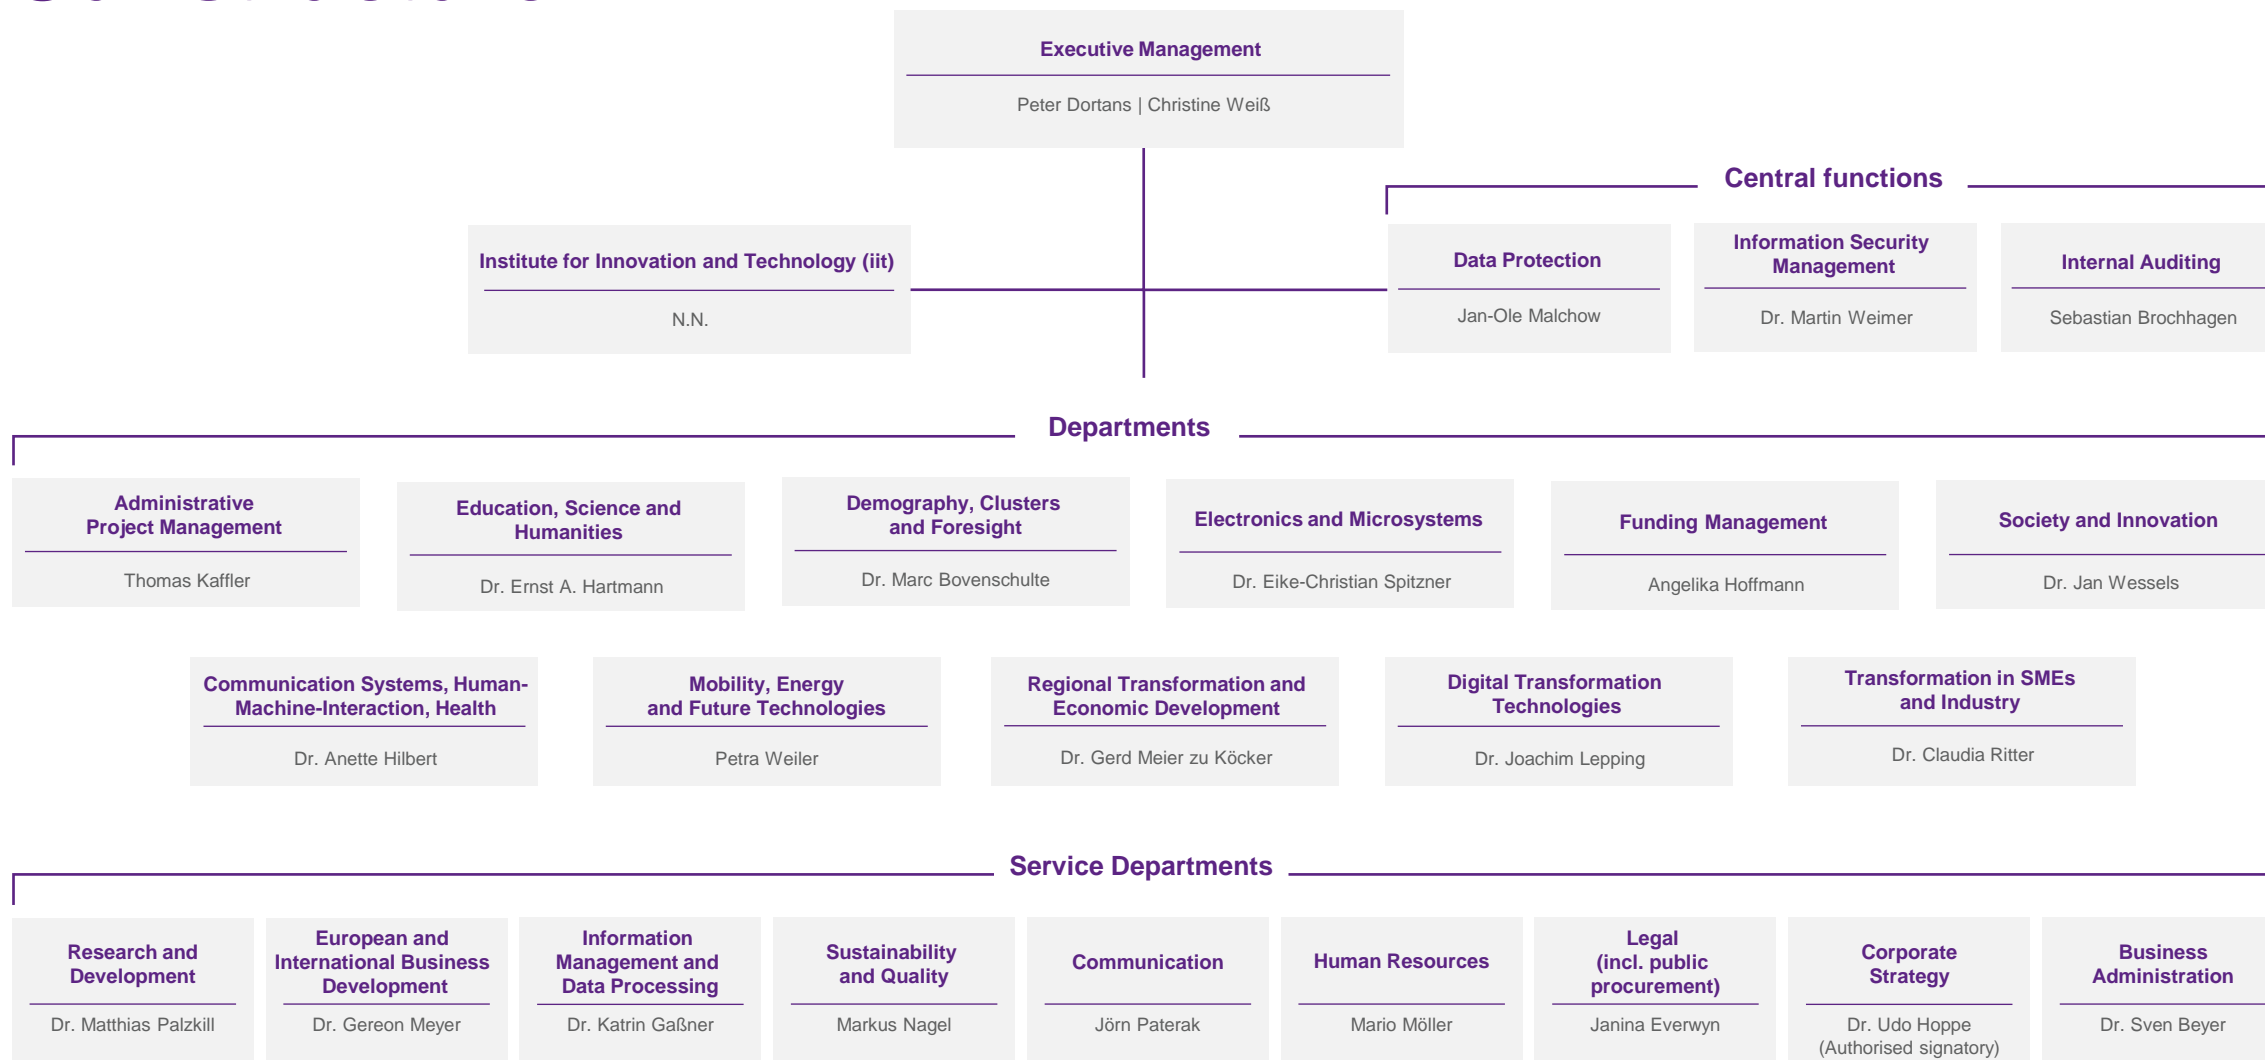 Executive Management
Peter Dortans | Christine Weiß
Central functions
Institute for Innovation and Technology (iit)
N.N.
Data Protection
Jan-Ole Malchow
Information Security
Management
Dr. Martin Weimer
Internal Auditing
Sebastian Brochhagen
Departments
Administrative
Project Management
Thomas Kaffler
Education, Science and
Humanities
Dr. Ernst A. Hartmann
Demography, Clusters
and Foresight
Dr. Marc Bovenschulte
Electronics and Microsystems
Dr. Eike-Christian Spitzner
Funding Management
Angelika Hoffmann
Society and Innovation
Dr. Jan Wessels
Communication Systems, Human-
Machine-Interaction, Health
Dr. Anette Hilbert
Mobility, Energy
and Future Technologies
Petra Weiler
Regional Transformation and
Economic Development
Dr. Gerd Meier zu Köcker
Digital Transformation
Technologies
Dr. Joachim Lepping
Transformation in SMEs
and Industry
Dr. Claudia Ritter
Service Departments
Research and
Development
Dr. Matthias Palzkill
European and
International Business
Development
Dr. Gereon Meyer
Information
Management and
Data Processing
Dr. Katrin Gaßner
Sustainability
and Quality
Markus Nagel
Communication
Jörn Paterak
Human Resources
Mario Möller
Legal
(incl. public
procurement)
Janina Everwyn
Corporate
Strategy
Dr. Udo Hoppe
(Authorised signatory)
Business
Administration
Dr. Sven Beyer